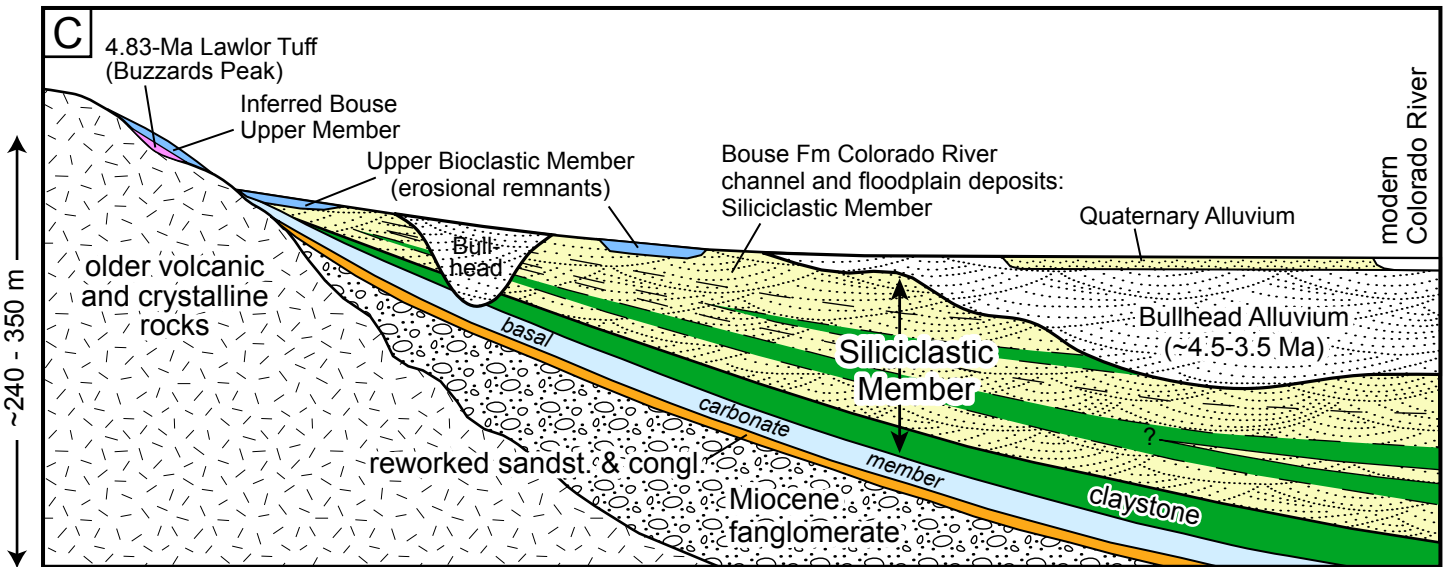 C
4.83-Ma Lawlor Tuff
(Buzzards Peak)
Inferred Bouse
Upper Member
Upper Bioclastic Member
(erosional remnants)
Bouse Fm Colorado River
channel and floodplain deposits:
Siliciclastic Member
Quaternary Alluvium
modern
Colorado River
~240 - 350 m
older volcanic
and crystalline
rocks
Bull-
head
Bullhead Alluvium
(~4.5-3.5 Ma)
Siliciclastic
Member
basal
carbonate
member
?
reworked sandst. & congl.
claystone
Miocene
fanglomerate